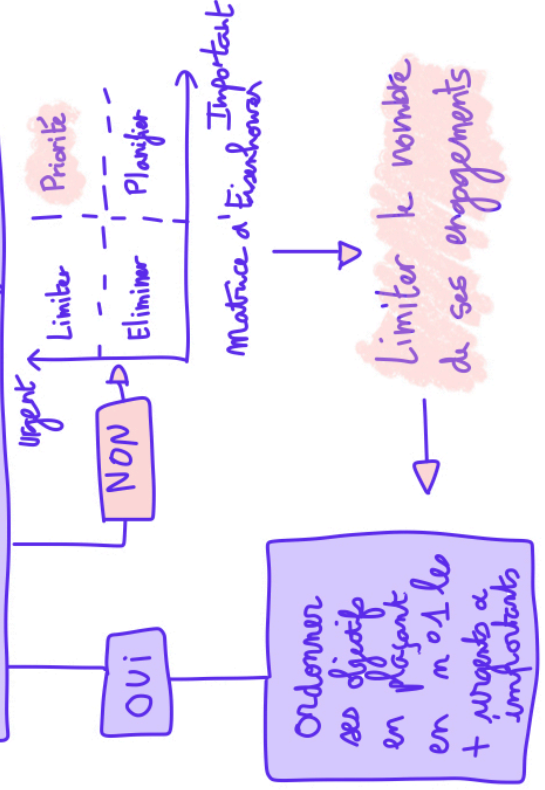 Urgent
Limiter
Priorité
Eliminer
Planifier
Important
Matrice d'Eisenhower
NON
OUi
Limiter le nombre
de ses engagements
Ordonner
ses objectifs
en plaçant
en n°1 les
+ urgents &
importants